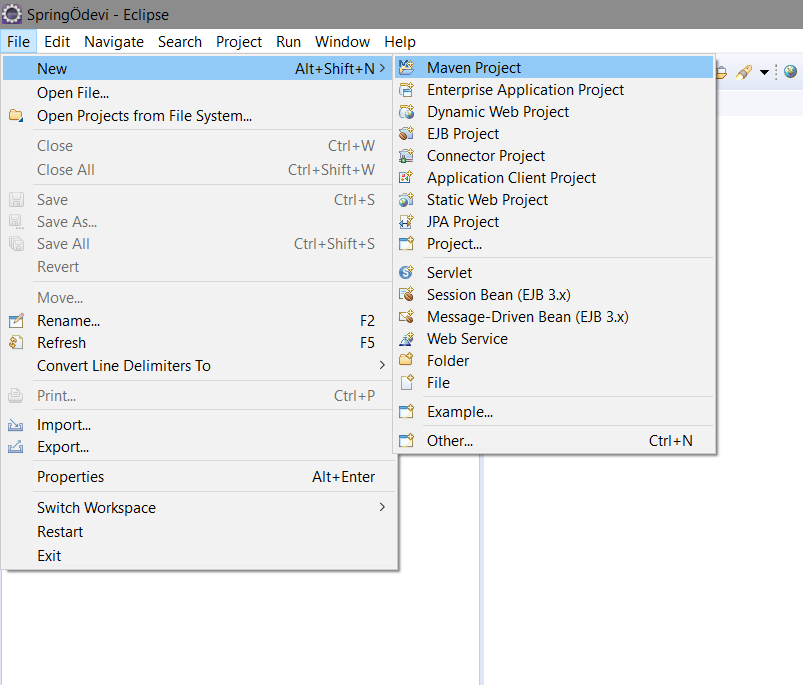 SpringÖdevi - Eclipse
File Edit Navigate Search Project Run Window Help
New Alt+Shift+N
Open File...
Open Projects from File System...
Close Ctrl+W
Close All Ctrl+Shift+W
Save Ctrl+S
Save As...
Save All Ctrl+Shift+S
Revert
Move...
Rename... F2
Refresh F5
Convert Line Delimiters To
Print... Ctrl+P
Import...
Export...
Properties Alt+Enter
Switch Workspace
Restart
Exit
Maven Project
Enterprise Application Project
Dynamic Web Project
EJB Project
Connector Project
Application Client Project
Static Web Project
JPA Project
Project...
Servlet
Session Bean (EJB 3.x)
Message-Driven Bean (EJB 3.x)
Web Service
Folder
File
Example...
Other... Ctrl+N